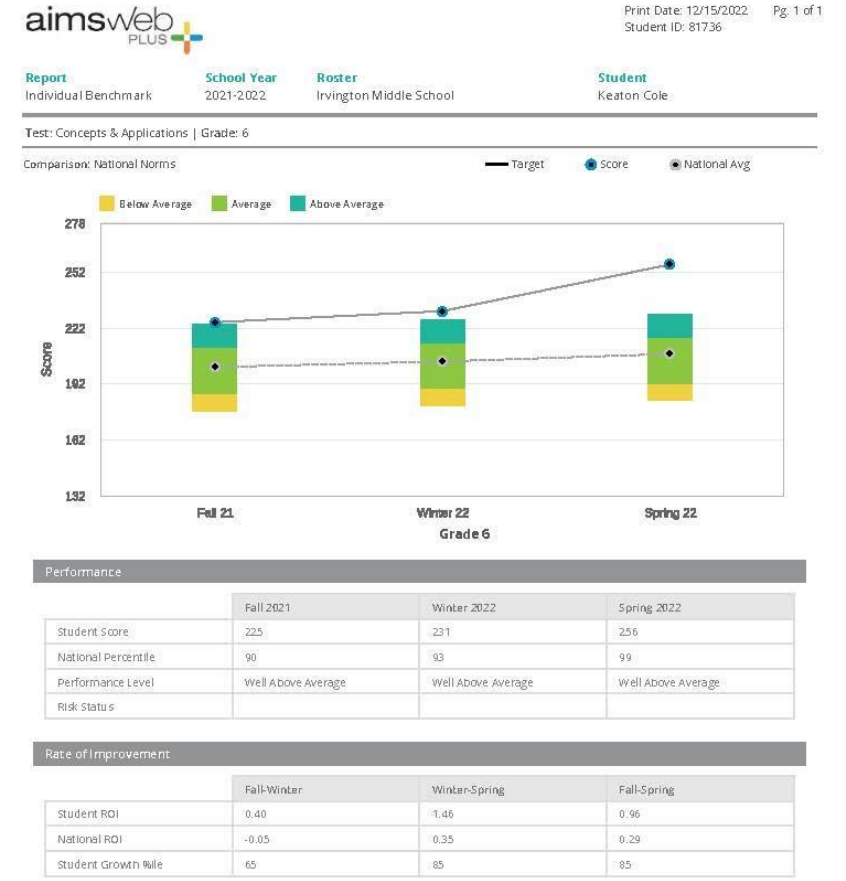 aimsweb
PLUS
Print Date: 12/15/2022 Pg. 1 of 1
Student ID: 81736
Report School Year Roster Student
Individual Benchmark 2021-2022 Irvington Middle School Keaton Cole
Test: Concepts & Applications | Grade: 6
Comparison: National Norms Target Score National Avg
Below Average Average Above Average
278
252
222
192
162
132
Score
Fall 21 Winter 22 Spring 22
Grade 6
Performance
Fall 2021 Winter 2022 Spring 2022
Student Score 225 231 256
National Percentile 90 93 99
Performance Level Well Above Average Well Above Average Well Above Average
Risk Status
Rate of Improvement
Fall-Winter Winter-Spring Fall-Spring
Student ROI 0.40 1.46 0.96
National ROI -0.05 0.35 0.29
Student Growth %ile 65 85 85